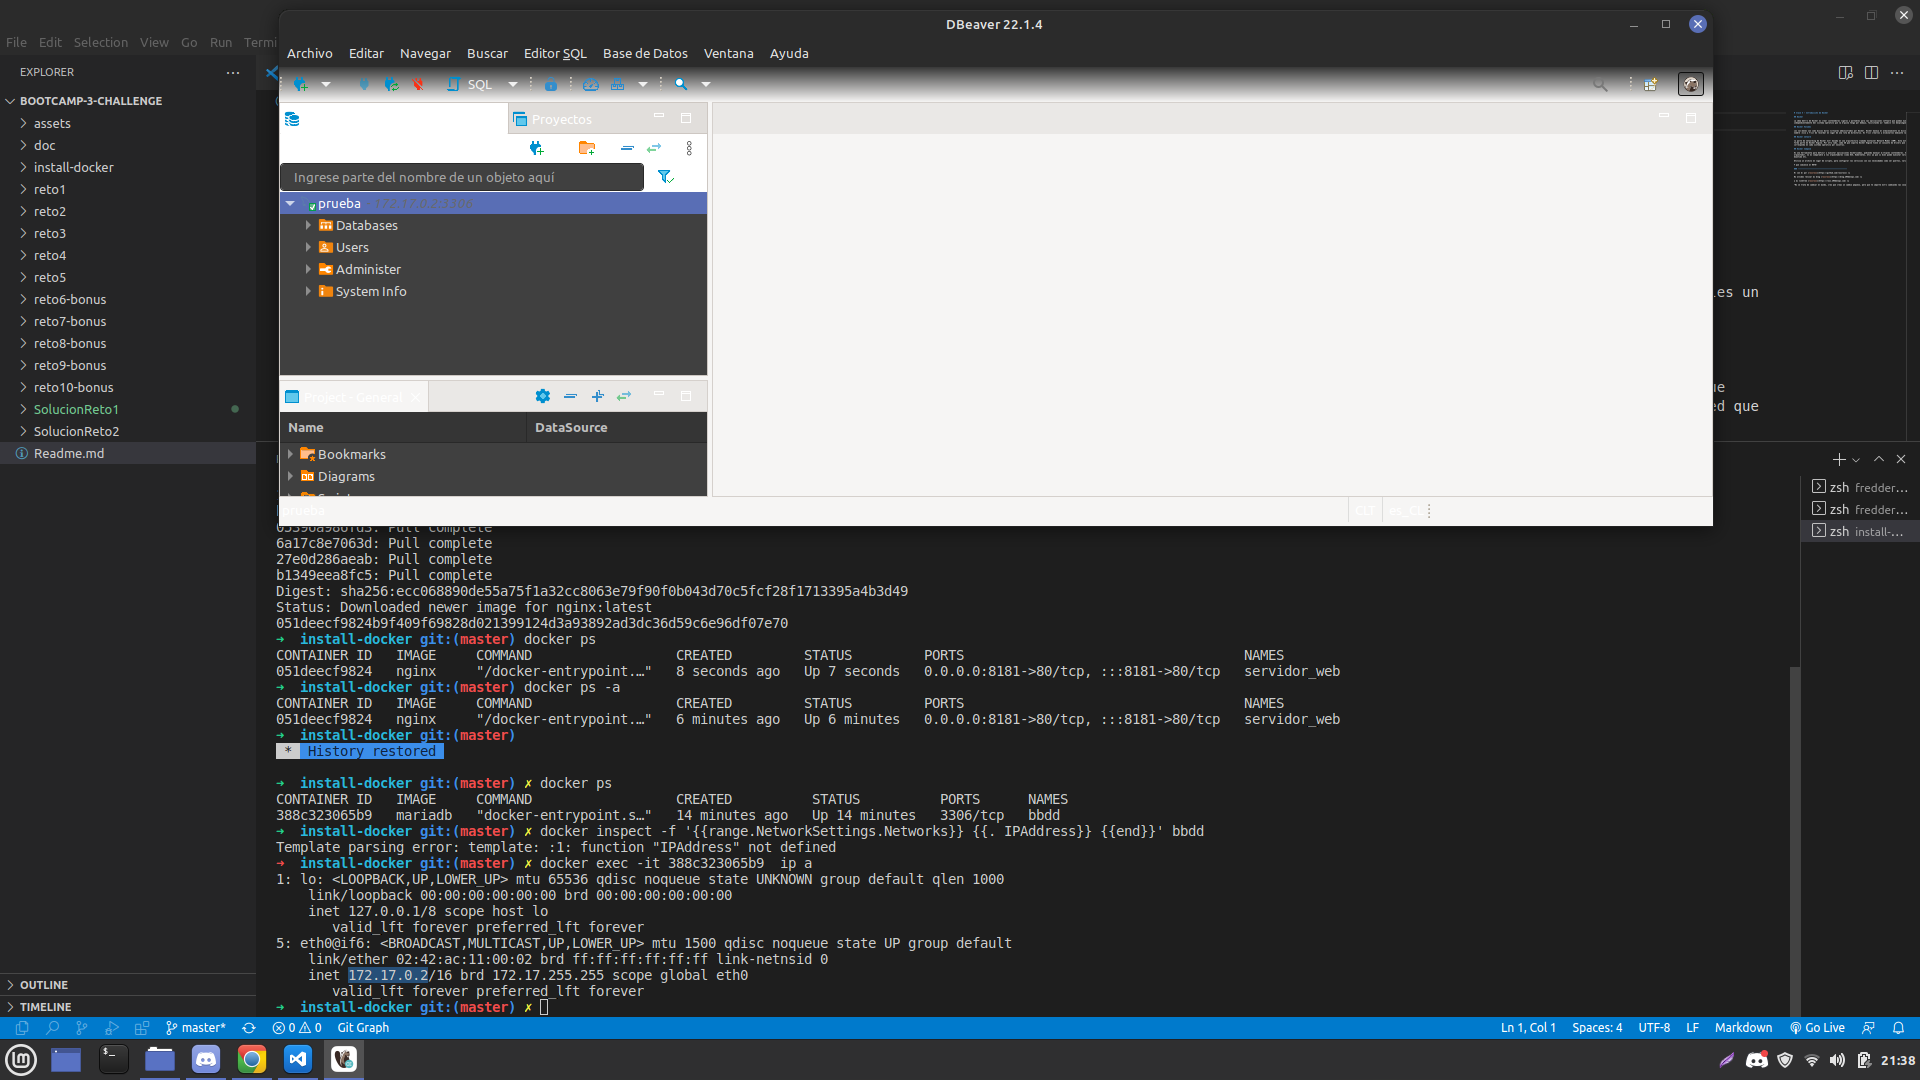 DBeaver 22.1.4
File Edit Selection View Go Run Termi
Archivo Editar Navegar Buscar Editor SQL Base de Datos Ventana Ayuda
EXPLORER
SQL
BOOTCAMP-3-CHALLENGE
assets
doc
install-docker
reto1
reto2
reto3
reto4
reto5
reto6-bonus
reto7-bonus
reto8-bonus
reto9-bonus
reto10-bonus
SolucionReto1
SolucionReto2
Readme.md
OUTLINE
TIMELINE
Proyectos
Ingrese parte del nombre de un objeto aquí
prueba - 172.17.0.2:3306
Databases
Users
Administer
System Info
Project - General
Name DataSource
Bookmarks
Diagrams
prueba
CLT es_CL
es un
ue
ed que
zsh fredder...
zsh fredder...
zsh install-...
6a17c8e7063d: Pull complete
27e0d286aeab: Pull complete
b1349eea8fc5: Pull complete
Digest: sha256:ecc068890de55a75f1a32cc8063e79f90f0b043d70c5fcf28f1713395a4b3d49
Status: Downloaded newer image for nginx:latest
051deecf9824b9f409f69828d021399124d3a93892ad3dc36d59c6e96df07e70
➜ install-docker git:(master) docker ps
CONTAINER ID IMAGE COMMAND CREATED STATUS PORTS NAMES
051deecf9824 nginx "/docker-entrypoint.…" 8 seconds ago Up 7 seconds 0.0.0.0:8181->80/tcp, :::8181->80/tcp servidor_web
➜ install-docker git:(master) docker ps -a
CONTAINER ID IMAGE COMMAND CREATED STATUS PORTS NAMES
051deecf9824 nginx "/docker-entrypoint.…" 6 minutes ago Up 6 minutes 0.0.0.0:8181->80/tcp, :::8181->80/tcp servidor_web
➜ install-docker git:(master)
* History restored
➜ install-docker git:(master) ✗ docker ps
CONTAINER ID IMAGE COMMAND CREATED STATUS PORTS NAMES
388c323065b9 mariadb "docker-entrypoint.s…" 14 minutes ago Up 14 minutes 3306/tcp bbdd
➜ install-docker git:(master) ✗ docker inspect -f '{{range.NetworkSettings.Networks}} {{. IPAddress}} {{end}}' bbdd
Template parsing error: template: :1: function "IPAddress" not defined
➜ install-docker git:(master) ✗ docker exec -it 388c323065b9 ip a
1: lo: <LOOPBACK,UP,LOWER_UP> mtu 65536 qdisc noqueue state UNKNOWN group default qlen 1000
link/loopback 00:00:00:00:00:00 brd 00:00:00:00:00:00
inet 127.0.0.1/8 scope host lo
valid_lft forever preferred_lft forever
5: eth0@if6: <BROADCAST,MULTICAST,UP,LOWER_UP> mtu 1500 qdisc noqueue state UP group default
link/ether 02:42:ac:11:00:02 brd ff:ff:ff:ff:ff:ff link-netnsid 0
inet 172.17.0.2/16 brd 172.17.255.255 scope global eth0
valid_lft forever preferred_lft forever
➜ install-docker git:(master) ✗
master* 0 0 Git Graph Ln 1, Col 1 Spaces: 4 UTF-8 LF Markdown Go Live
21:38